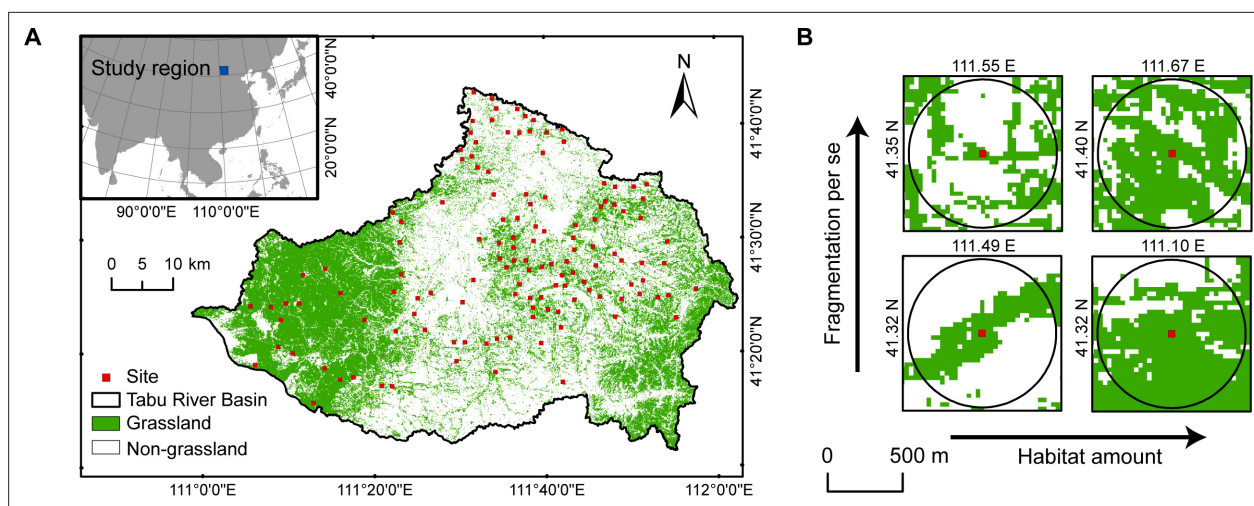 A
Study region
40°0'0"N
20°0'0"N
90°0'0"E 110°0'0"E
N
0 5 10 km
Site
Tabu River Basin
Grassland
Non-grassland
41°40'0"N
41°30'0"N
41°20'0"N
111°0'0"E 111°20'0"E 111°40'0"E 112°0'0"E
B
111.55 E 111.67 E
41.35 N 41.40 N
111.49 E 111.10 E
41.32 N 41.32 N
Fragmentation per se
0 500 m
Habitat amount